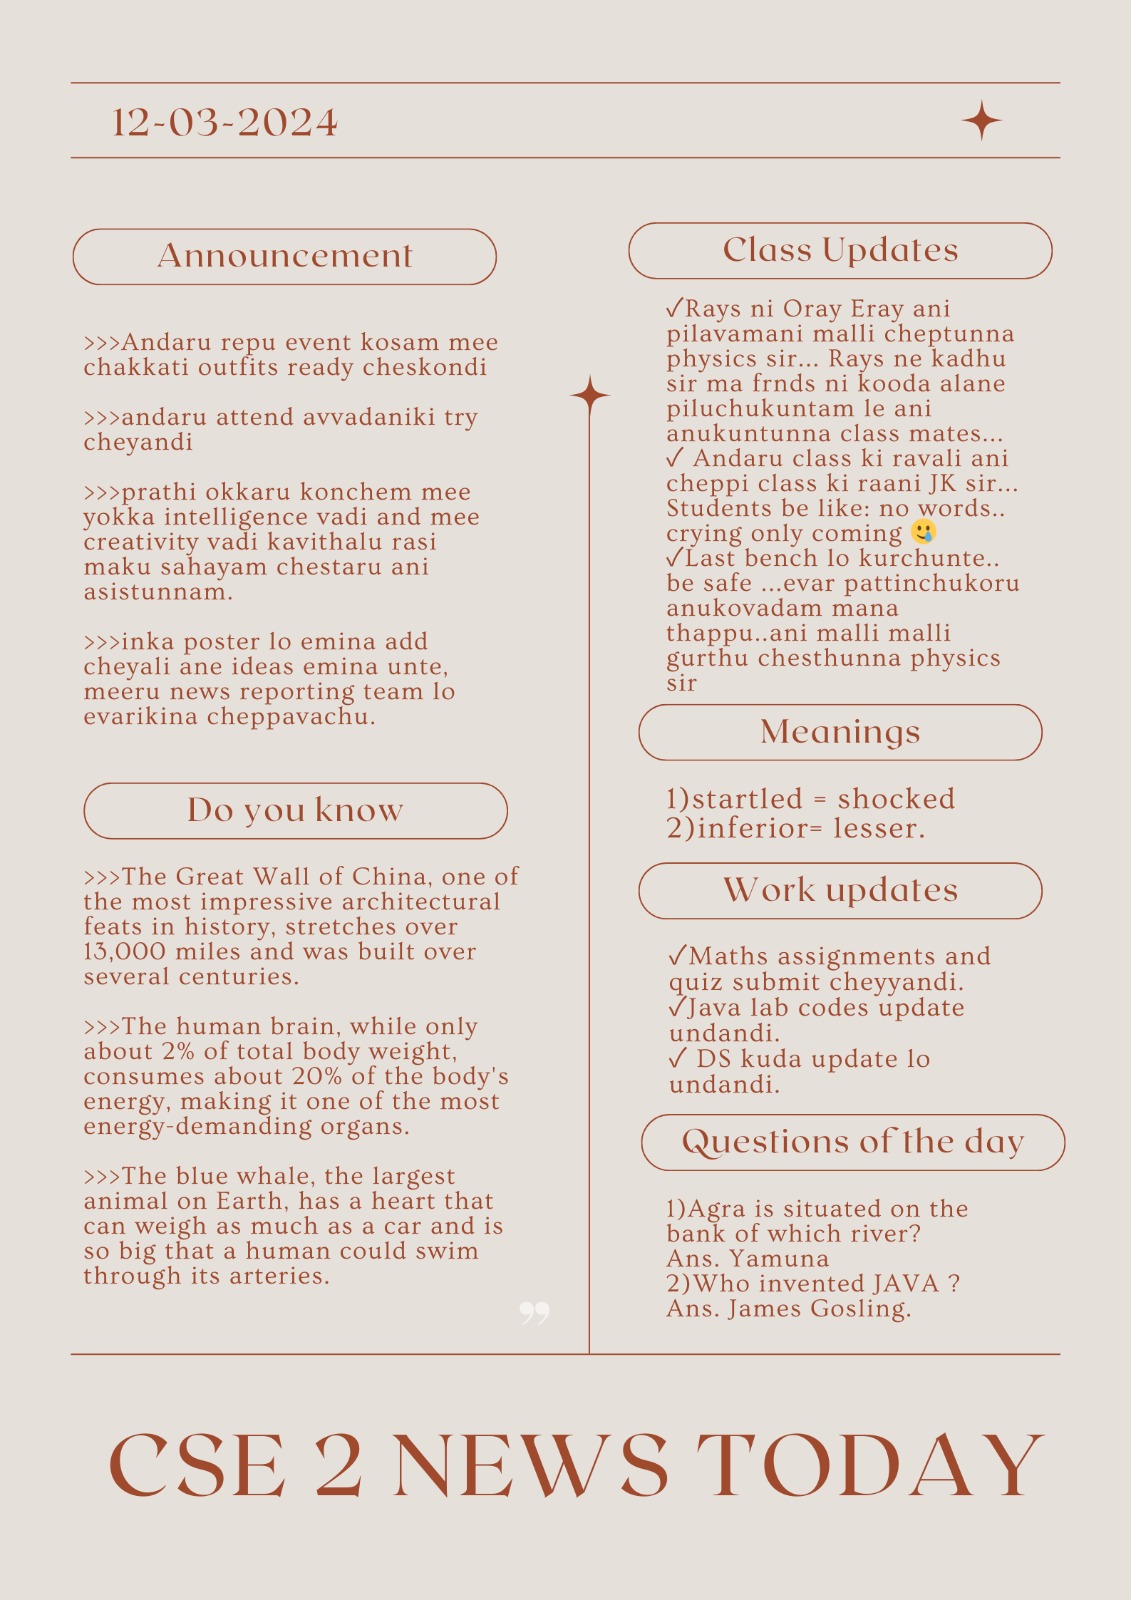 12-03-2024
Announcement
>>>Andaru repu event kosam mee
chakkati outfits ready cheskondi
>>>andaru attend avvadaniki try
cheyandi
>>>prathi okkaru konchem mee
yokka intelligence vadi and mee
creativity vadi kavithalu rasi
maku sahayam chestaru ani
asistunnam.
>>>inka poster lo emina add
cheyali ane ideas emina unte,
meeru news reporting team lo
evarikina cheppavachu.
Do you know
>>>The Great Wall of China, one of
the most impressive architectural
feats in history, stretches over
13,000 miles and was built over
several centuries.
>>>The human brain, while only
about 2% of total body weight,
consumes about 20% of the body's
energy, making it one of the most
energy-demanding organs.
>>>The blue whale, the largest
animal on Earth, has a heart that
can weigh as much as a car and is
so big that a human could swim
through its arteries.
”
Class Updates
✓Rays ni Oray Eray ani
pilavamani malli cheptunna
physics sir... Rays ne kadhu
sir ma frnds ni kooda alane
piluchukuntam le ani
anukuntunna class mates...
✓ Andaru class ki ravali ani
cheppi class ki raani JK sir...
Students be like: no words..
crying only coming 🥲
✓Last bench lo kurchunte..
be safe ...evar pattinchukoru
anukovadam mana
thappu..ani malli malli
gurthu chesthunna physics
sir
Meanings
1)startled = shocked
2)inferior= lesser.
Work updates
✓Maths assignments and
quiz submit cheyyandi.
✓Java lab codes update
undandi.
✓ DS kuda update lo
undandi.
Questions of the day
1)Agra is situated on the
bank of which river?
Ans. Yamuna
2)Who invented JAVA ?
Ans. James Gosling.
CSE 2 NEWS TODAY